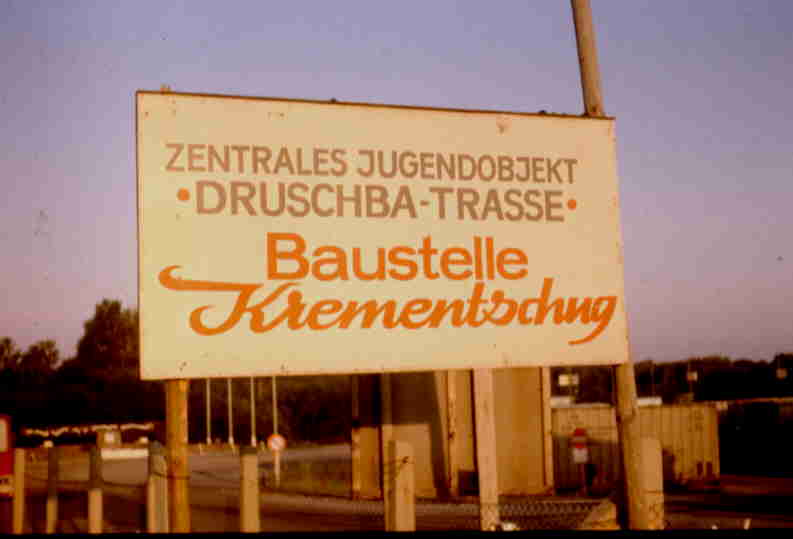 ZENTRALES JUGENDOBJEKT
•DRUSCHBA-TRASSE•
Baustelle
Krementschug